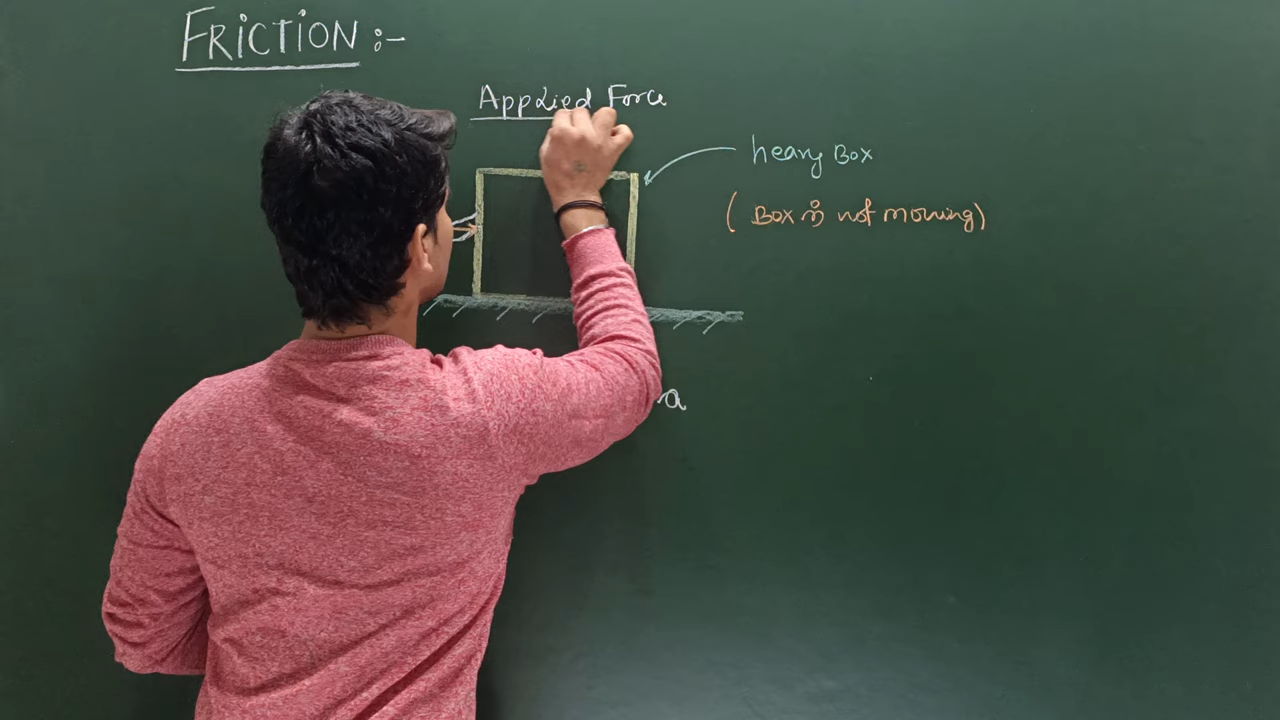 FRICTION :-
Applied Force
heavy Box
(Box is not moving)
a